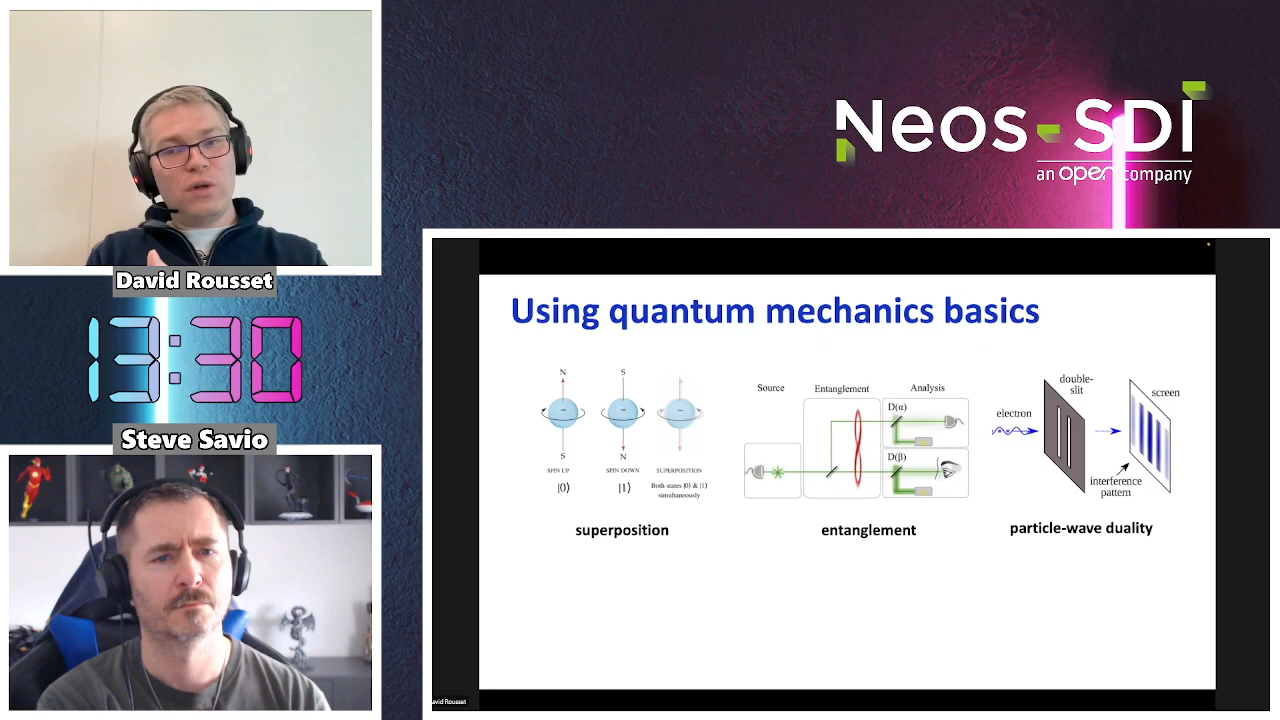 David Rousset
13:30
Steve Savio
Neos-SDI
an open company
Using quantum mechanics basics
N
S
SPIN UP
|0⟩
S
N
SPIN DOWN
|1⟩
SUPERPOSITION
Both states |0⟩ & |1⟩
simultaneously
superposition
Source
Entanglement
Analysis
D(α)
D(β)
entanglement
electron
double-
slit
screen
interference
pattern
particle-wave duality
avid Rousset